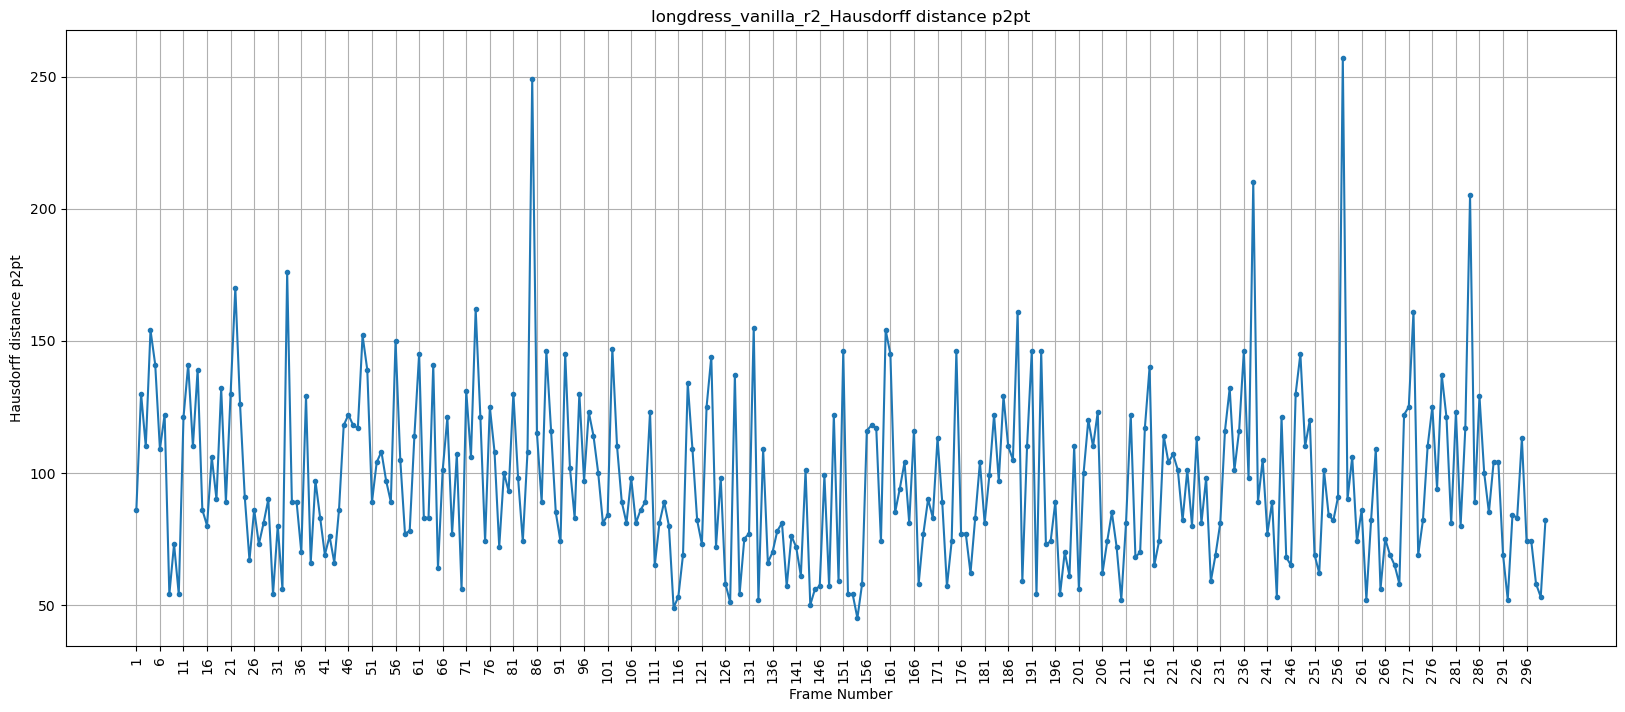 longdress_vanilla_r2_Hausdorff distance p2pt
Hausdorff distance p2pt
250
200
150
100
50
1 6 11 16 21 26 31 36 41 46 51 56 61 66 71 76 81 86 91 96 101 106 111 116 121 126 131 136 141 146 151 156 161 166 171 176 181 186 191 196 201 206 211 216 221 226 231 236 241 246 251 256 261 266 271 276 281 286 291 296
Frame Number